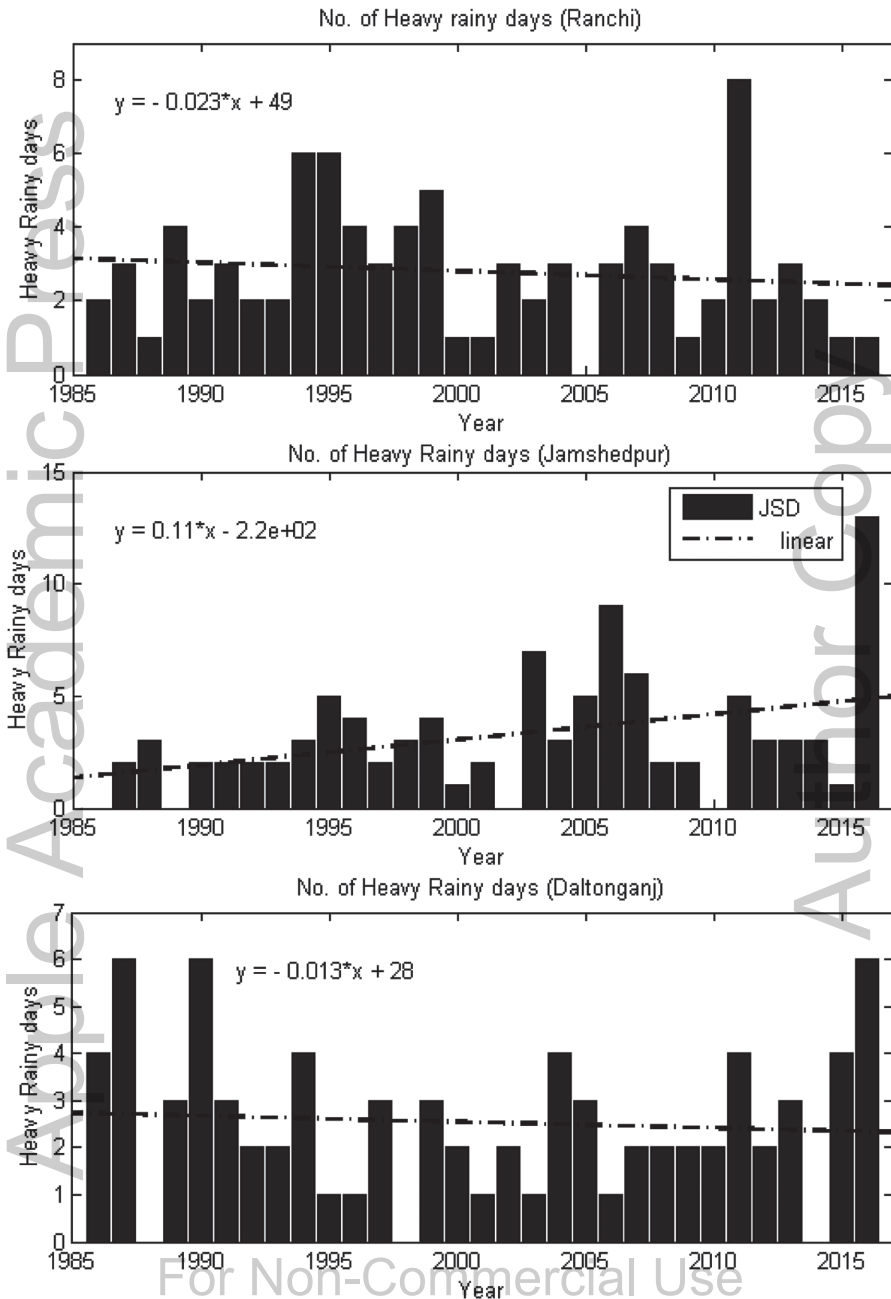 No. of Heavy rainy days (Ranchi)
y = - 0.023*x + 49
Heavy Rainy days
8
6
4
2
0
1985 1990 1995 2000 2005 2010 2015
Year
No. of Heavy Rainy days (Jamshedpur)
y = 0.11*x - 2.2e+02
JSD
linear
Heavy Rainy days
15
10
5
0
1985 1990 1995 2000 2005 2010 2015
Year
No. of Heavy Rainy days (Daltonganj)
y = - 0.013*x + 28
Heavy Rainy days
7
6
5
4
3
2
1
0
1985 1990 1995 2000 2005 2010 2015
Year
Apple Academic Press
Author Copy
For Non-Commercial Use